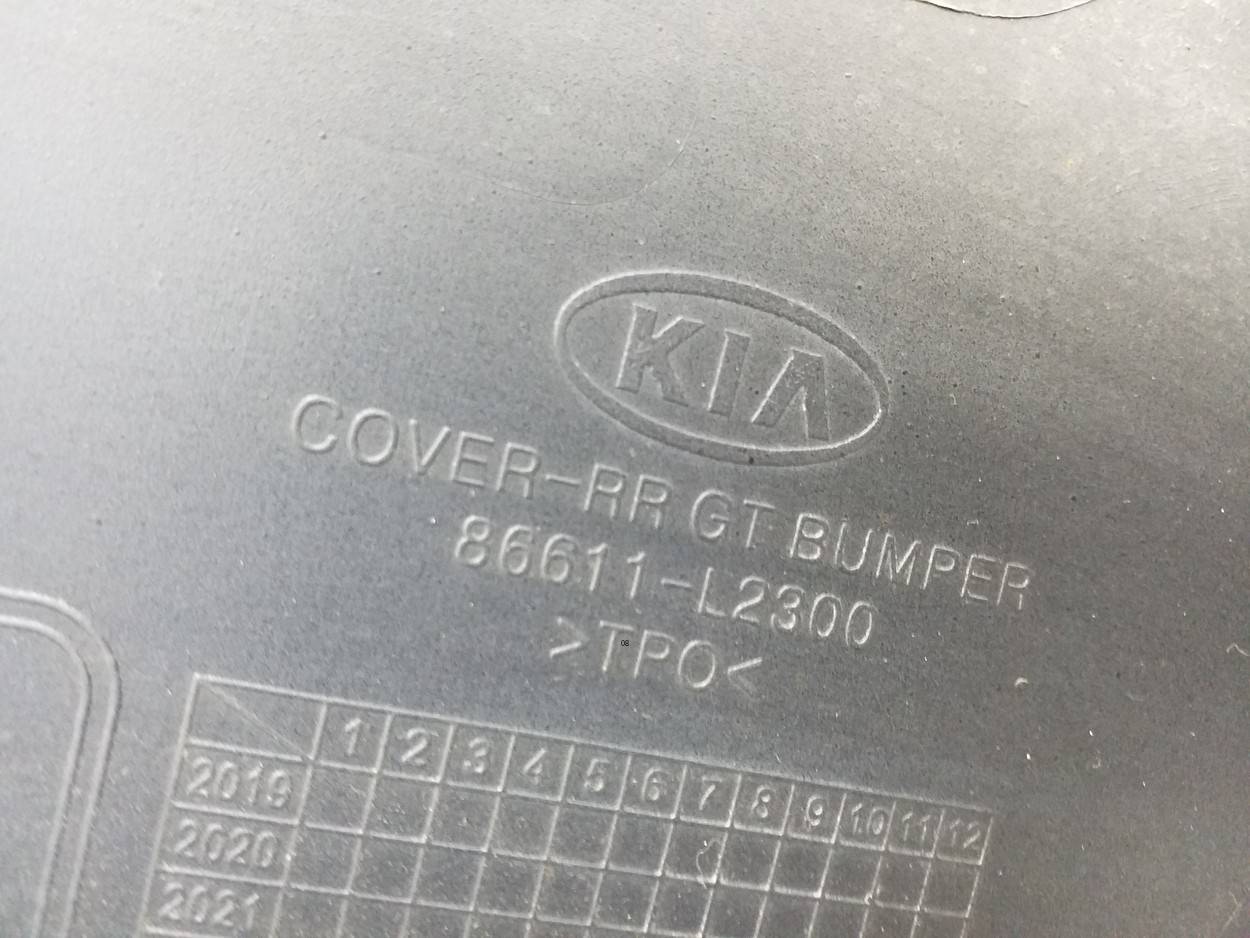 KIA
COVER-RR GT BUMPER
86611-L2300
>TPO<
08
1 2 3 4 5 6 7 8 9 10 11 12
2019
2020
2021